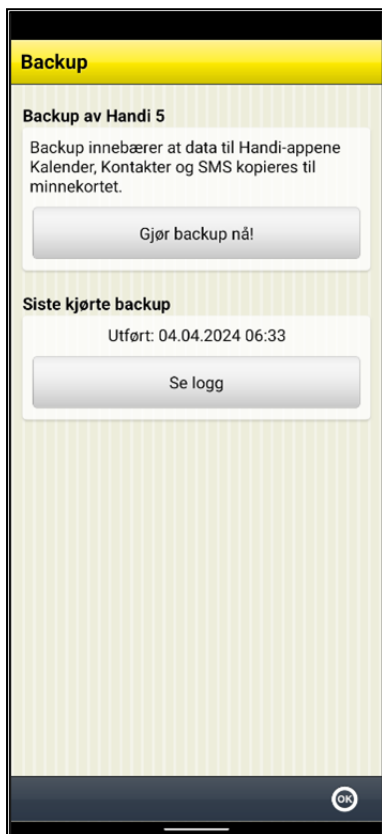 Backup
Backup av Handi 5
Backup innebærer at data til Handi-appene
Kalender, Kontakter og SMS kopieres til
minnekortet.
Gjør backup nå!
Siste kjørte backup
Utført: 04.04.2024 06:33
Se logg
OK